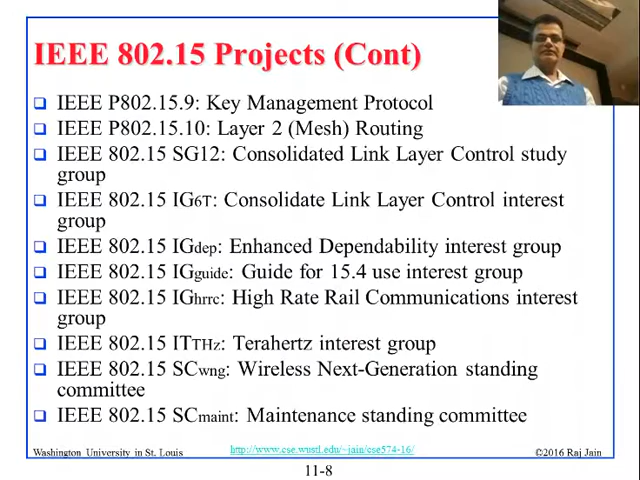 IEEE 802.15 Projects (Cont)
IEEE P802.15.9: Key Management Protocol
IEEE P802.15.10: Layer 2 (Mesh) Routing
IEEE 802.15 SG12: Consolidated Link Layer Control study
group
IEEE 802.15 IG6T: Consolidate Link Layer Control interest
group
IEEE 802.15 IGdep: Enhanced Dependability interest group
IEEE 802.15 IGguide: Guide for 15.4 use interest group
IEEE 802.15 IGhrrc: High Rate Rail Communications interest
group
IEEE 802.15 ITTHz: Terahertz interest group
IEEE 802.15 SCwng: Wireless Next-Generation standing
committee
IEEE 802.15 SCmaint: Maintenance standing committee
Washington University in St. Louis http://www.cse.wustl.edu/~jain/cse574-16/ ©2016 Raj Jain
11-8